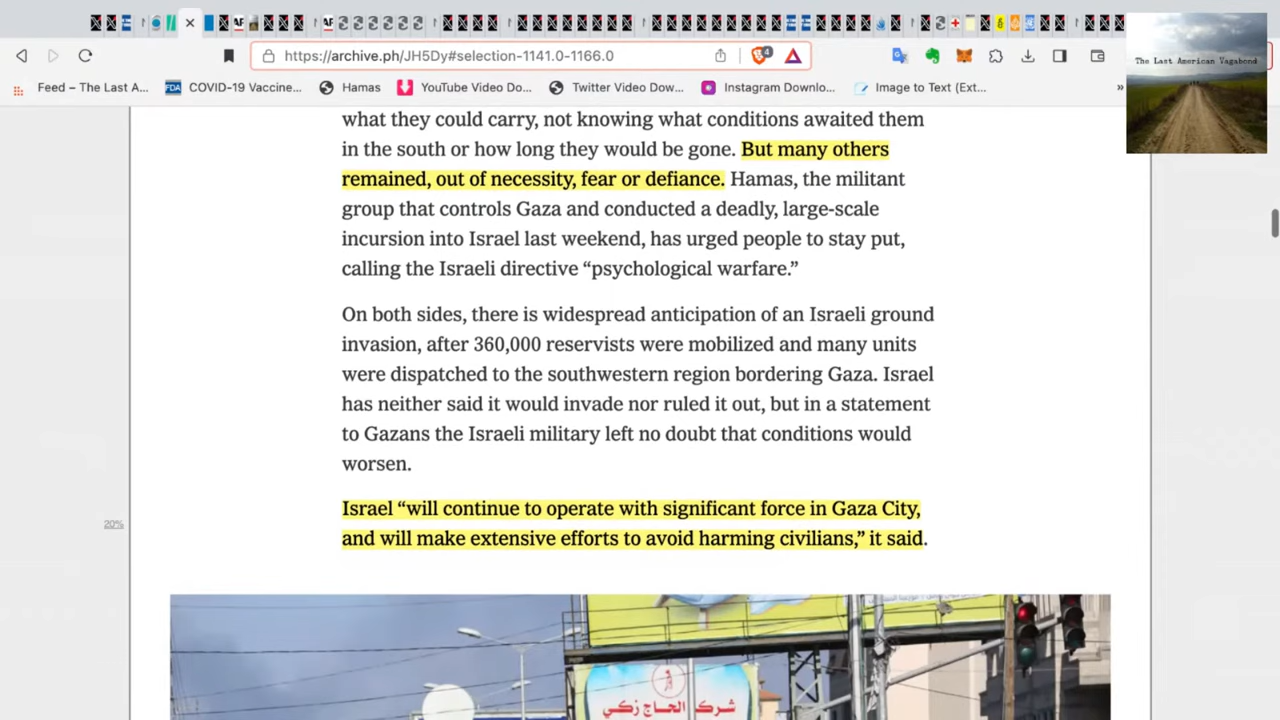 https://archive.ph/JH5Dy#selection-1141.0-1166.0
4
Feed – The Last A...
FDA
COVID-19 Vaccine...
Hamas
YouTube Video Do...
Twitter Video Dow...
Instagram Downlo...
Image to Text (Ext...
»
The Last American Vagabond
what they could carry, not knowing what conditions awaited them
in the south or how long they would be gone. But many others
remained, out of necessity, fear or defiance. Hamas, the militant
group that controls Gaza and conducted a deadly, large-scale
incursion into Israel last weekend, has urged people to stay put,
calling the Israeli directive “psychological warfare.”
On both sides, there is widespread anticipation of an Israeli ground
invasion, after 360,000 reservists were mobilized and many units
were dispatched to the southwestern region bordering Gaza. Israel
has neither said it would invade nor ruled it out, but in a statement
to Gazans the Israeli military left no doubt that conditions would
worsen.
Israel “will continue to operate with significant force in Gaza City,
and will make extensive efforts to avoid harming civilians,” it said.
20%
شركة الحاج زكي